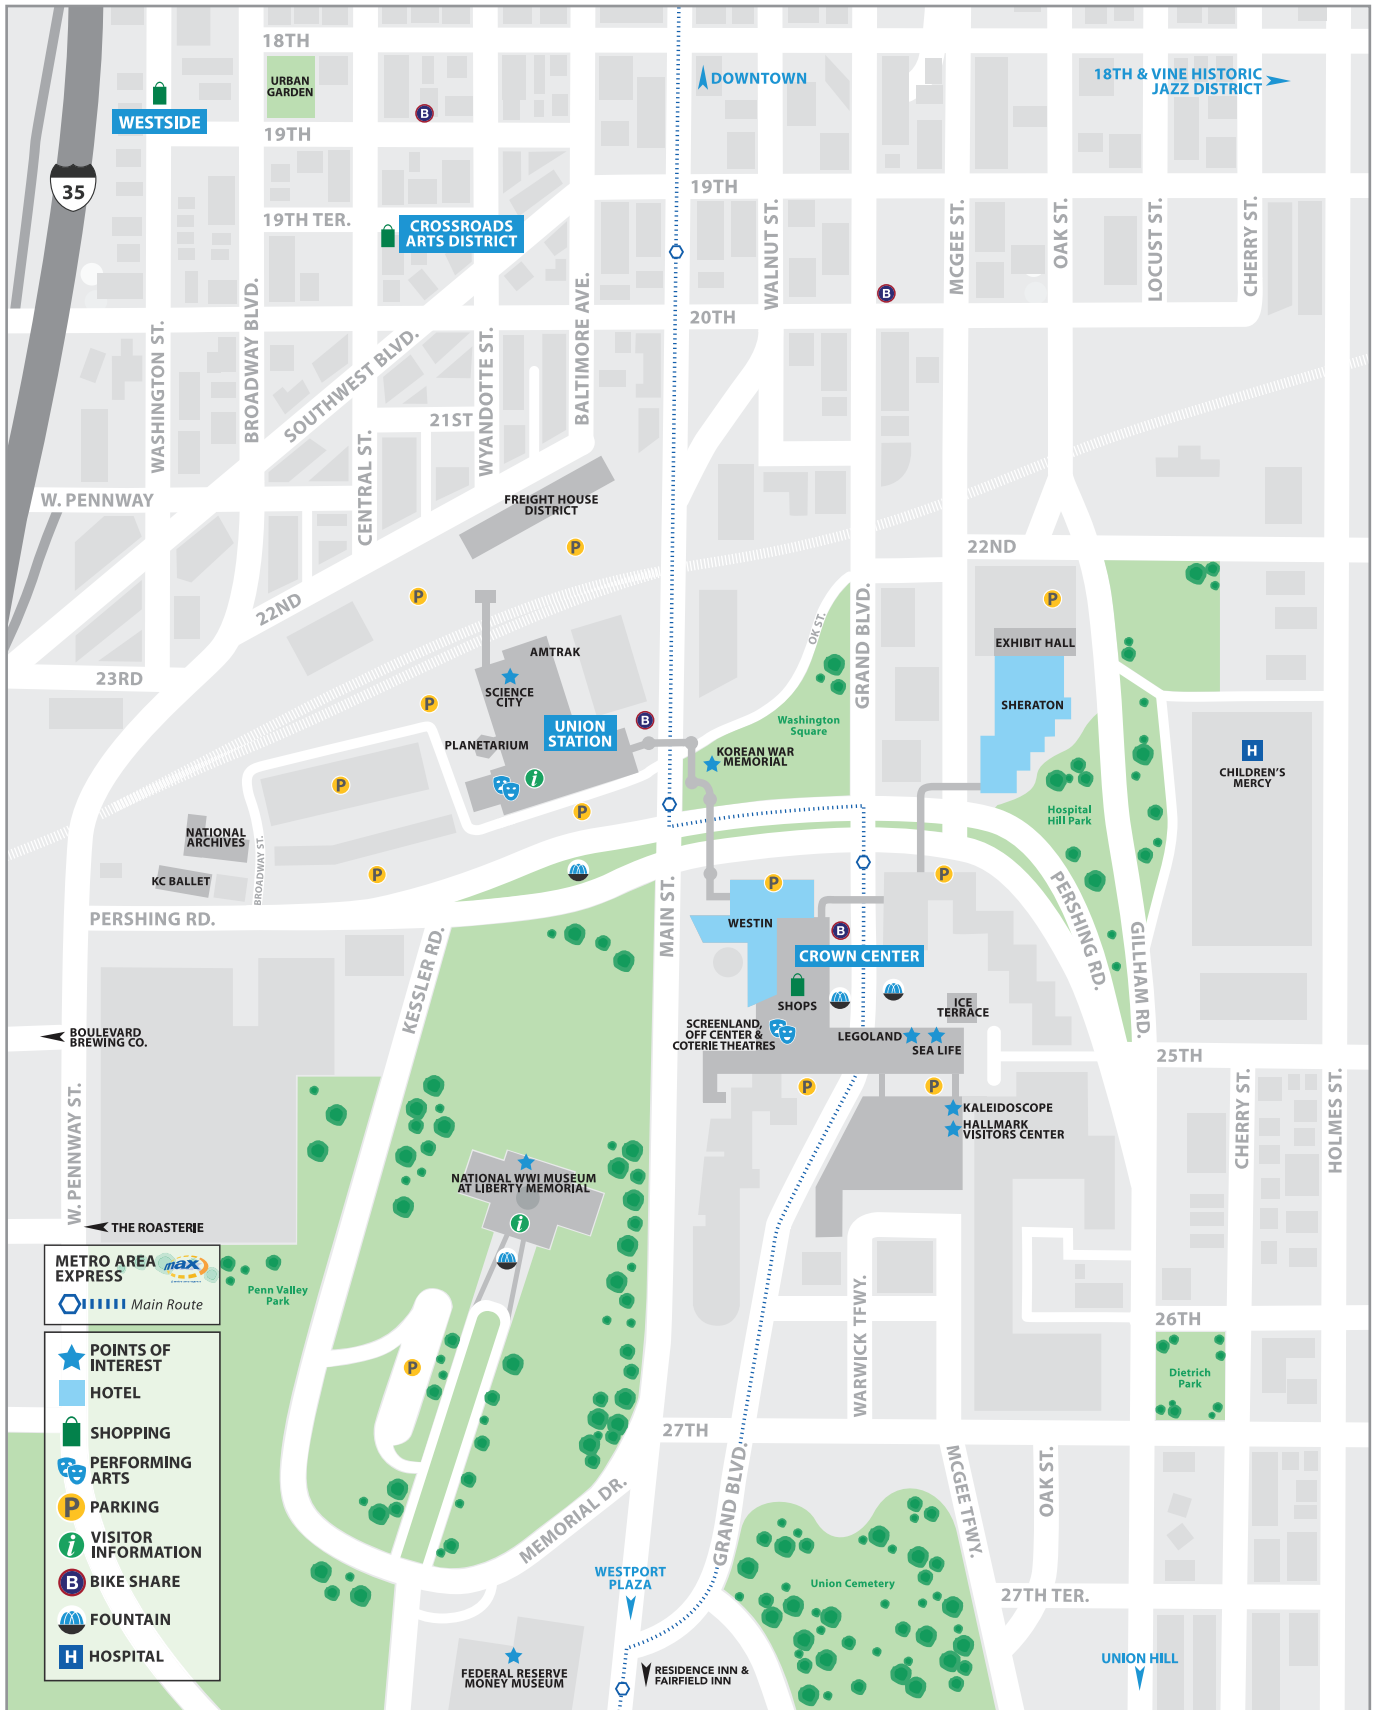 18TH
URBAN
GARDEN
B
WESTSIDE
19TH
35
DOWNTOWN
18TH & VINE HISTORIC
JAZZ DISTRICT
19TH
19TH TER.
CROSSROADS
ARTS DISTRICT
WALNUT ST.
MCGEE ST.
OAK ST.
LOCUST ST.
CHERRY ST.
B
20TH
WASHINGTON ST.
BROADWAY BLVD.
SOUTHWEST BLVD.
CENTRAL ST.
21ST
WYANDOTTE ST.
BALTIMORE AVE.
W. PENNWAY
FREIGHT HOUSE
DISTRICT
P
22ND
P
22ND
OK ST.
GRAND BLVD.
P
EXHIBIT HALL
23RD
AMTRAK
SCIENCE
CITY
P
UNION
STATION
B
PLANETARIUM
i
P
P
Washington
Square
KOREAN WAR
MEMORIAL
SHERATON
H
CHILDREN'S
MERCY
Hospital
Hill Park
NATIONAL
ARCHIVES
KC BALLET
BROADWAY ST.
P
PERSHING RD.
KESSLER RD.
MAIN ST.
P
WESTIN
B
CROWN CENTER
P
PERSHING RD.
GILLHAM RD.
SHOPS
ICE
TERRACE
SCREENLAND,
OFF CENTER &
COTERIE THEATRES
LEGOLAND
SEA LIFE
P
P
BOULEVARD
BREWING CO.
25TH
KALEIDOSCOPE
HALLMARK
VISITORS CENTER
W. PENNWAY ST.
CHERRY ST.
HOLMES ST.
NATIONAL WWI MUSEUM
AT LIBERTY MEMORIAL
i
THE ROASTERIE
METRO AREA
EXPRESS
max
Main Route
Penn Valley
Park
P
WARWICK TFWY.
26TH
Dietrich
Park
POINTS OF
INTEREST
HOTEL
SHOPPING
PERFORMING
ARTS
P
PARKING
i
VISITOR
INFORMATION
B
BIKE SHARE
FOUNTAIN
H
HOSPITAL
27TH
GRAND BLVD.
MCGEE TFWY.
OAK ST.
MEMORIAL DR.
WESTPORT
PLAZA
Union Cemetery
27TH TER.
FEDERAL RESERVE
MONEY MUSEUM
RESIDENCE INN &
FAIRFIELD INN
UNION HILL